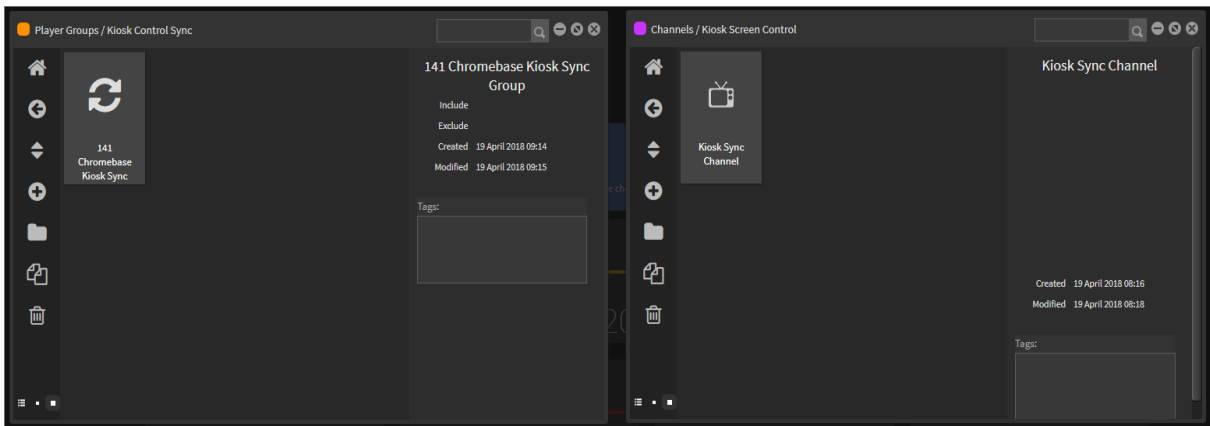 Player Groups / Kiosk Control Sync
141 Chromebase Kiosk Sync
Group
Include
Exclude
Created 19 April 2018 09:14
Modified 19 April 2018 09:15
Tags:
141
Chromebase
Kiosk Sync
Channels / Kiosk Screen Control
Kiosk Sync Channel
Kiosk Sync
Channel
Created 19 April 2018 08:16
Modified 19 April 2018 08:18
Tags: